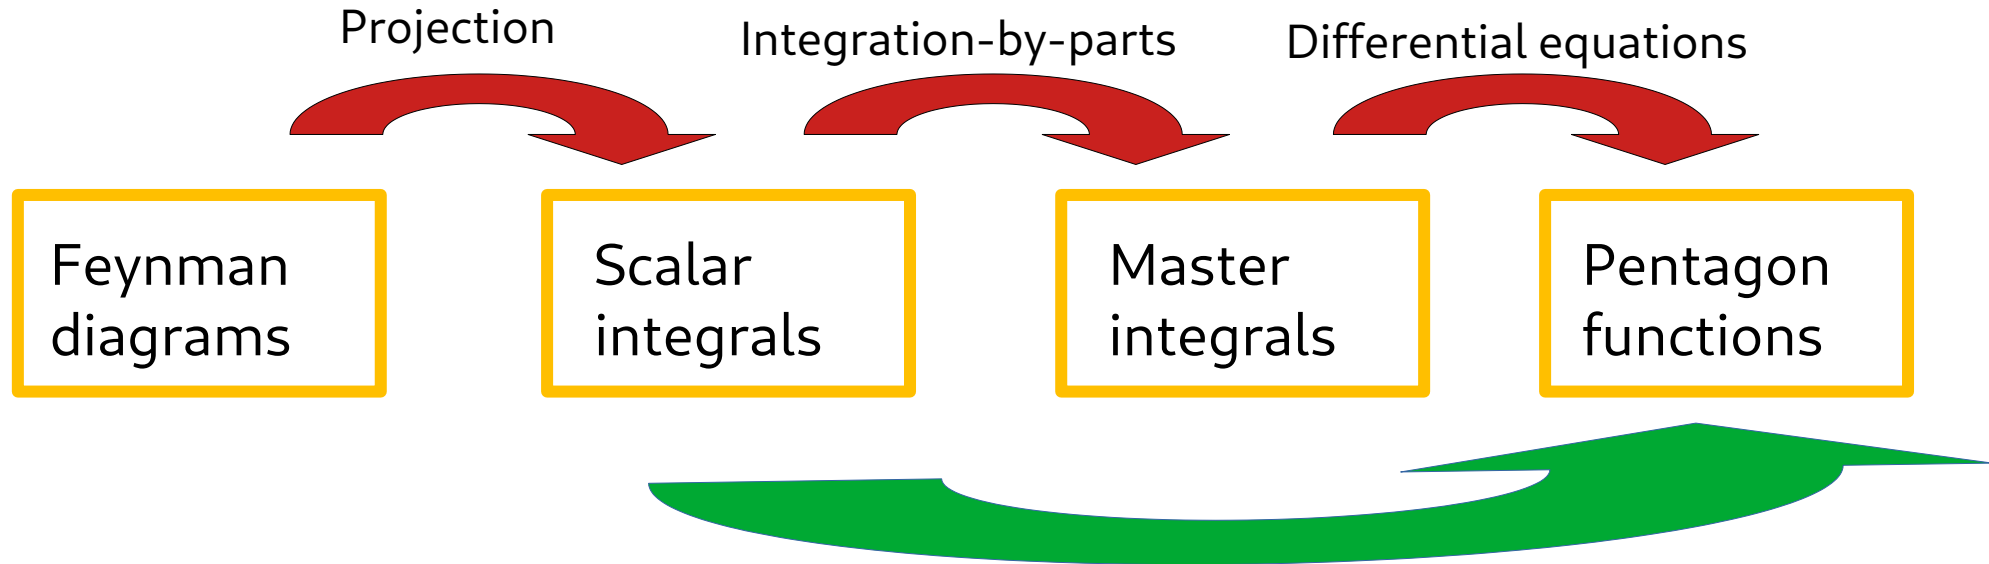 Projection
Integration-by-parts
Differential equations
Feynman
diagrams
Scalar
integrals
Master
integrals
Pentagon
functions